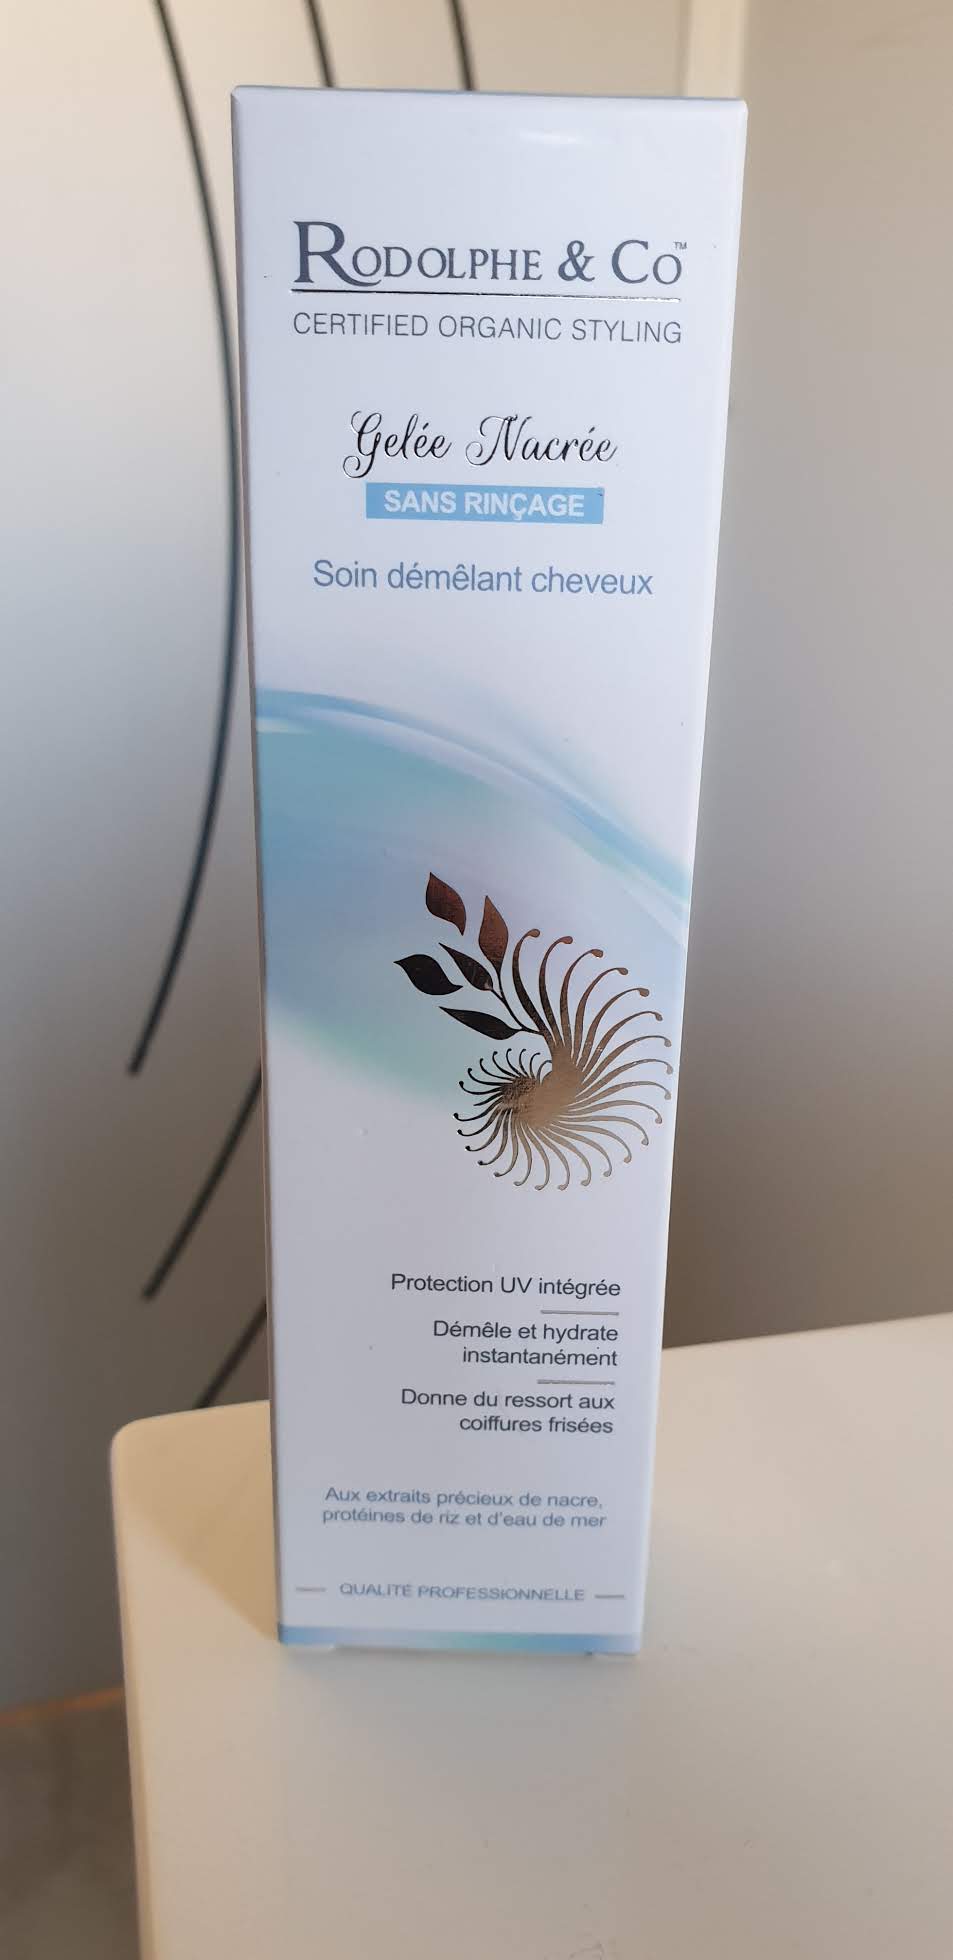 RODOLPHE & CO™
CERTIFIED ORGANIC STYLING
Gelée Nacrée
SANS RINÇAGE
Soin démêlant cheveux
Protection UV intégrée
Démêle et hydrate
instantanément
Donne du ressort aux
coiffures frisées
Aux extraits précieux de nacre,
protéines de riz et d'eau de mer
QUALITÉ PROFESSIONNELLE